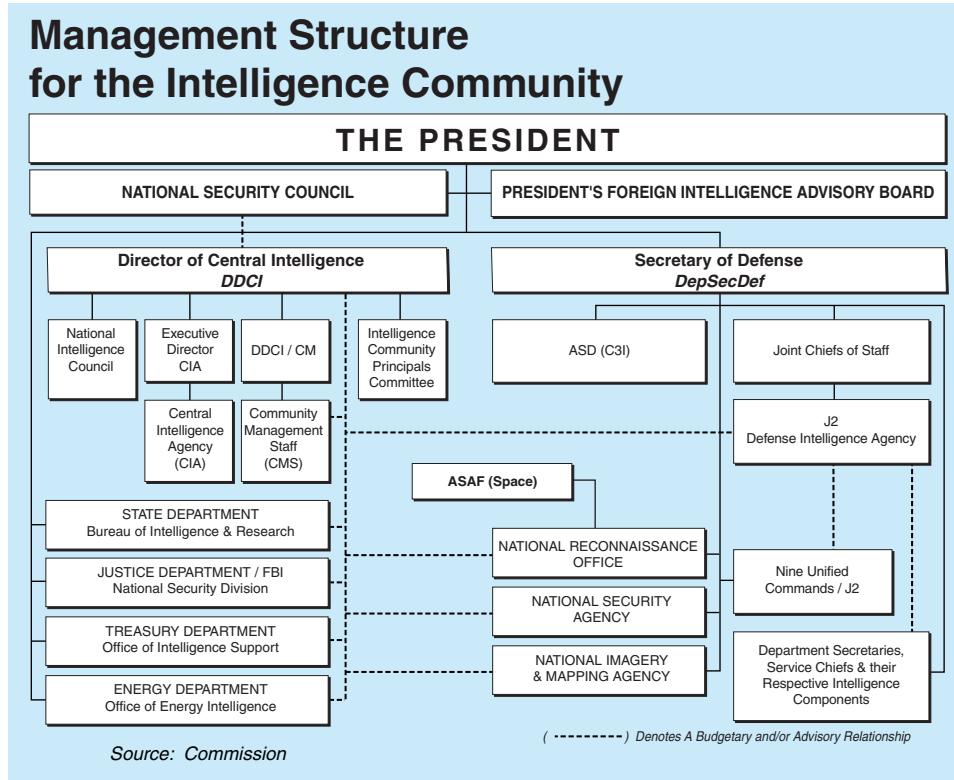 Management Structure
for the Intelligence Community
THE PRESIDENT
NATIONAL SECURITY COUNCIL
PRESIDENT'S FOREIGN INTELLIGENCE ADVISORY BOARD
Director of Central Intelligence
DDCI
Secretary of Defense
DepSecDef
National
Intelligence
Council
Executive
Director
CIA
DDCI / CM
Intelligence
Community
Principals
Committee
ASD (C3I)
Joint Chiefs of Staff
Central
Intelligence
Agency
(CIA)
Community
Management
Staff
(CMS)
J2
Defense Intelligence Agency
ASAF (Space)
STATE DEPARTMENT
Bureau of Intelligence & Research
NATIONAL RECONNAISSANCE
OFFICE
JUSTICE DEPARTMENT / FBI
National Security Division
Nine Unified
Commands / J2
NATIONAL SECURITY
AGENCY
TREASURY DEPARTMENT
Office of Intelligence Support
NATIONAL IMAGERY
& MAPPING AGENCY
Department Secretaries,
Service Chiefs & their
Respective Intelligence
Components
ENERGY DEPARTMENT
Office of Energy Intelligence
Source: Commission
( --------- ) Denotes A Budgetary and/or Advisory Relationship